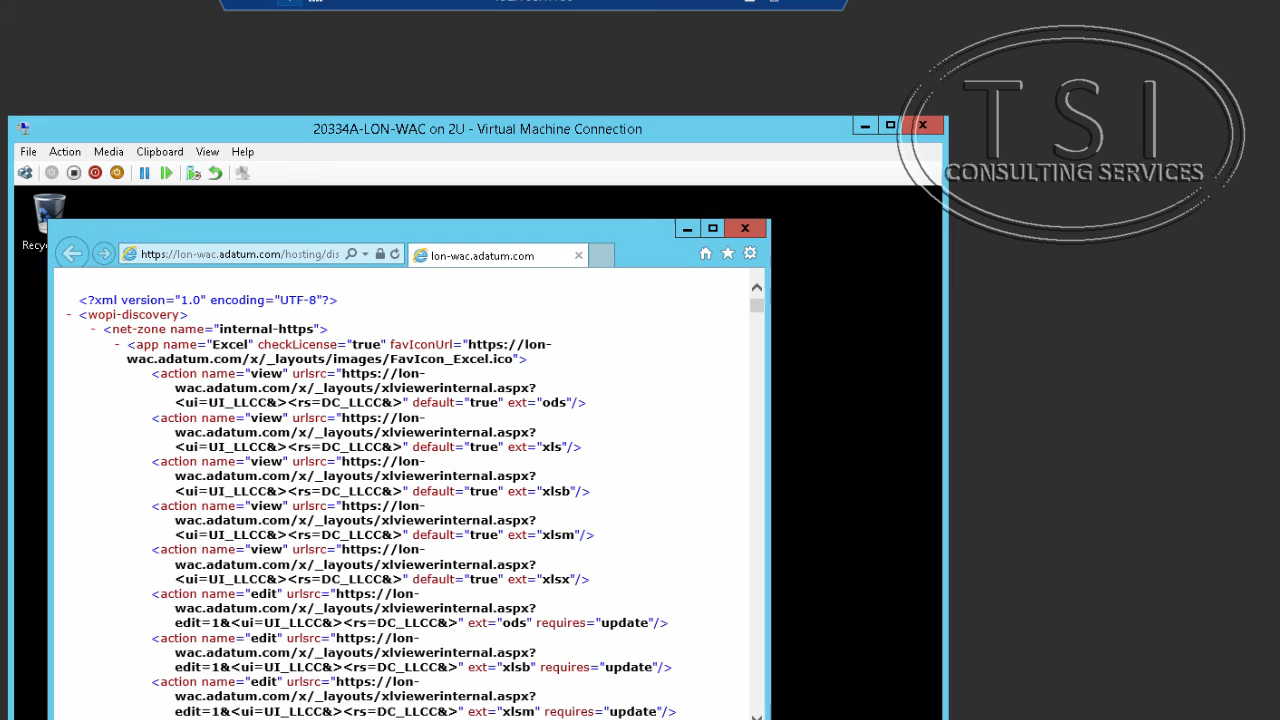 TSI
CONSULTING SERVICES
20334A-LON-WAC on 2U - Virtual Machine Connection
File Action Media Clipboard View Help
https://lon-wac.adatum.com/hosting/dis
lon-wac.adatum.com
<?xml version="1.0" encoding="UTF-8"?>
- <wopi-discovery>
- <net-zone name="internal-https">
- <app name="Excel" checkLicense="true" favIconUrl="https://lon-
wac.adatum.com/x/_layouts/images/FavIcon_Excel.ico">
<action name="view" urlsrc="https://lon-
wac.adatum.com/x/_layouts/xlviewerinternal.aspx?
<ui=UI_LLCC&><rs=DC_LLCC&>" default="true" ext="ods"/>
<action name="view" urlsrc="https://lon-
wac.adatum.com/x/_layouts/xlviewerinternal.aspx?
<ui=UI_LLCC&><rs=DC_LLCC&>" default="true" ext="xls"/>
<action name="view" urlsrc="https://lon-
wac.adatum.com/x/_layouts/xlviewerinternal.aspx?
<ui=UI_LLCC&><rs=DC_LLCC&>" default="true" ext="xlsb"/>
<action name="view" urlsrc="https://lon-
wac.adatum.com/x/_layouts/xlviewerinternal.aspx?
<ui=UI_LLCC&><rs=DC_LLCC&>" default="true" ext="xlsm"/>
<action name="view" urlsrc="https://lon-
wac.adatum.com/x/_layouts/xlviewerinternal.aspx?
<ui=UI_LLCC&><rs=DC_LLCC&>" default="true" ext="xlsx"/>
<action name="edit" urlsrc="https://lon-
wac.adatum.com/x/_layouts/xlviewerinternal.aspx?
edit=1&<ui=UI_LLCC&><rs=DC_LLCC&>" ext="ods" requires="update"/>
<action name="edit" urlsrc="https://lon-
wac.adatum.com/x/_layouts/xlviewerinternal.aspx?
edit=1&<ui=UI_LLCC&><rs=DC_LLCC&>" ext="xlsb" requires="update"/>
<action name="edit" urlsrc="https://lon-
wac.adatum.com/x/_layouts/xlviewerinternal.aspx?
edit=1&<ui=UI_LLCC&><rs=DC_LLCC&>" ext="xlsm" requires="update"/>